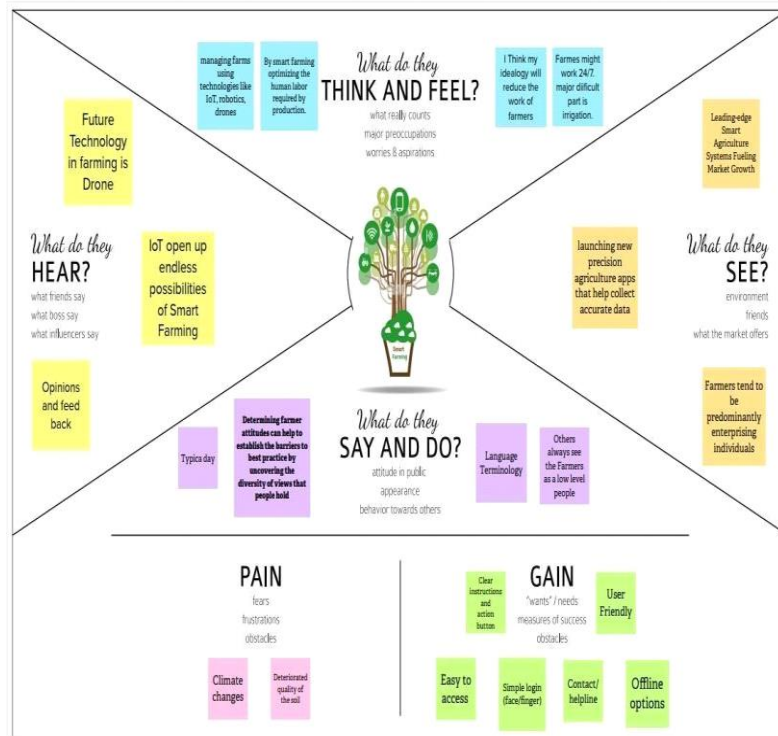 What do they
THINK AND FEEL?
what really counts
major preoccupations
worries & aspirations
managing farms
using
technologies like
IoT, robotics,
drones
By smart farming
optimizing the
human labor
required by
production.
I Think my
idealogy will
reduce the
work of
farmers
Farmes might
work 24/7.
major difficult
part is
irrigation.
What do they
HEAR?
what friends say
what boss say
what influencers say
Future
Technology
in farming is
Drone
IoT open up
endless
possibilities
of Smart
Farming
Opinions
and feed
back
Smart
Farming
What do they
SEE?
environment
friends
what the market offers
Leading-edge
Smart
Agriculture
Systems Fueling
Market Growth
launching new
precision
agriculture apps
that help collect
accurate data
Farmers tend to
be
predominantly
enterprising
individuals
What do they
SAY AND DO?
attitude in public
appearance
behavior towards others
Typica day
Determining farmer
attitudes can help to
establish the barriers to
best practice by
uncovering the
diversity of views that
people hold
Language
Terminology
Others
always see
the Farmers
as a low level
people
PAIN
fears
frustrations
obstacles
Climate
changes
Deteriorated
quality of
the soil
GAIN
"wants" / needs
measures of success
obstacles
Clear
instructions
and
action
button
User
Friendly
Easy to
access
Simple login
(face/finger)
Contact/
helpline
Offline
options